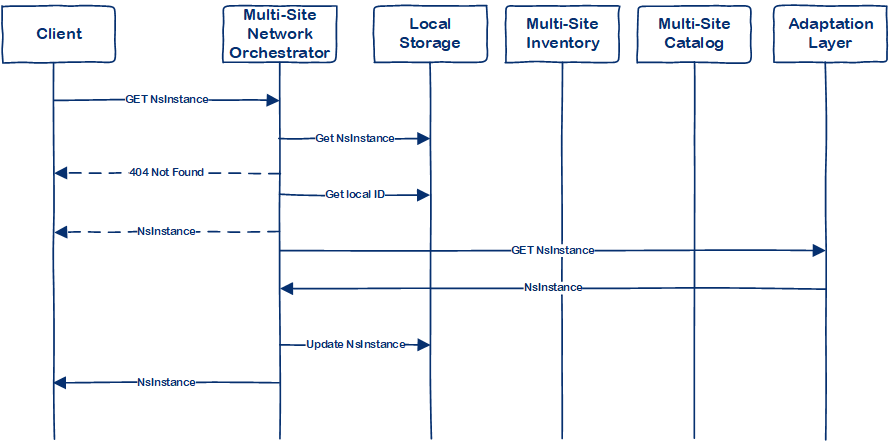 Client
Multi-Site
Network
Orchestrator
Local
Storage
Multi-Site
Inventory
Multi-Site
Catalog
Adaptation
Layer
GET NsInstance
Get NsInstance
404 Not Found
Get local ID
NsInstance
GET NsInstance
NsInstance
Update NsInstance
NsInstance